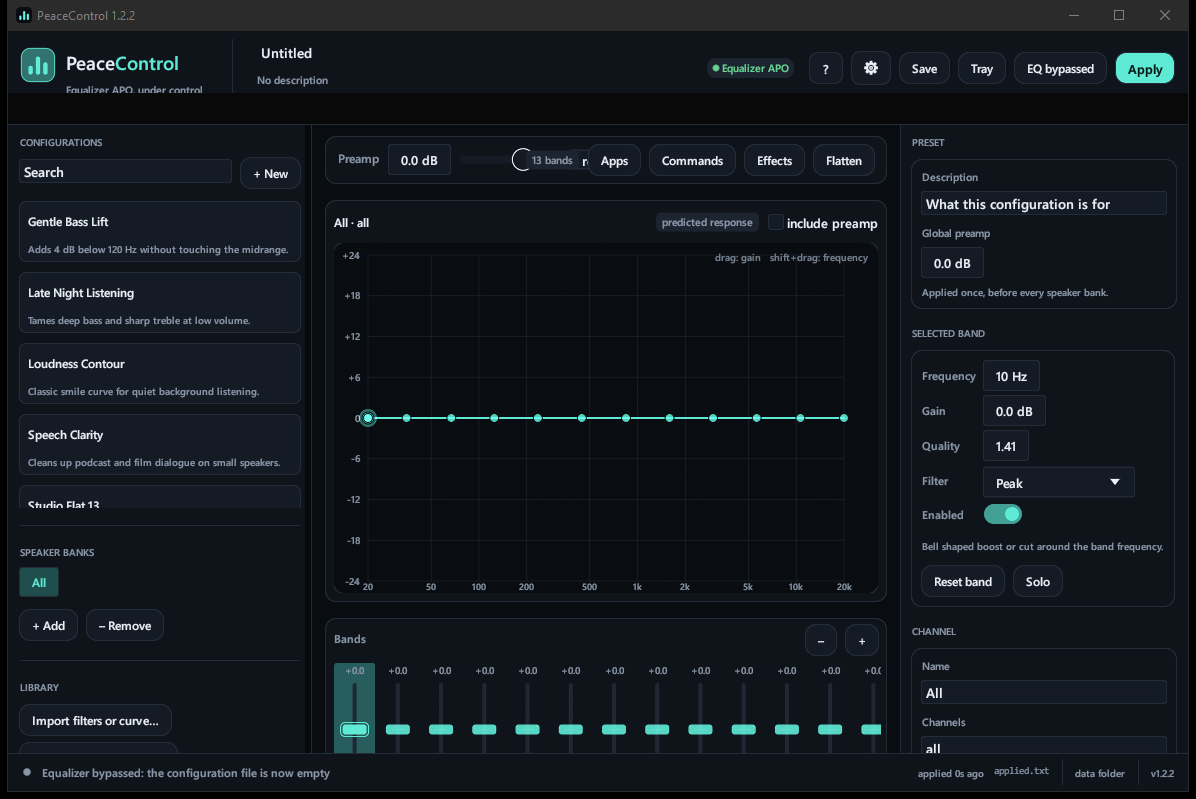 PeaceControl 1.2.2
PeaceControl
Equalizer APO, under control
Untitled
No description
Equalizer APO
?
Save
Tray
EQ bypassed
Apply
CONFIGURATIONS
Search
+ New
Gentle Bass Lift
Adds 4 dB below 120 Hz without touching the midrange.
Late Night Listening
Tames deep bass and sharp treble at low volume.
Loudness Contour
Classic smile curve for quiet background listening.
Speech Clarity
Cleans up podcast and film dialogue on small speakers.
Studio Flat 13
SPEAKER BANKS
All
+ Add
– Remove
LIBRARY
Import filters or curve...
Preamp
0.0 dB
13 bands
Apps
Commands
Effects
Flatten
All · all
predicted response
include preamp
drag: gain shift+drag: frequency
+24
+18
+12
+6
0
-6
-12
-18
-24
20 50 100 200 500 1k 2k 5k 10k 20k
Bands
–
+
+0.0 +0.0 +0.0 +0.0 +0.0 +0.0 +0.0 +0.0 +0.0 +0.0 +0.0 +0.0 +0.0
PRESET
Description
What this configuration is for
Global preamp
0.0 dB
Applied once, before every speaker bank.
SELECTED BAND
Frequency
10 Hz
Gain
0.0 dB
Quality
1.41
Filter
Peak
Enabled
Bell shaped boost or cut around the band frequency.
Reset band
Solo
CHANNEL
Name
All
Channels
all
Equalizer bypassed: the configuration file is now empty
applied 0s ago
applied.txt
data folder
v1.2.2